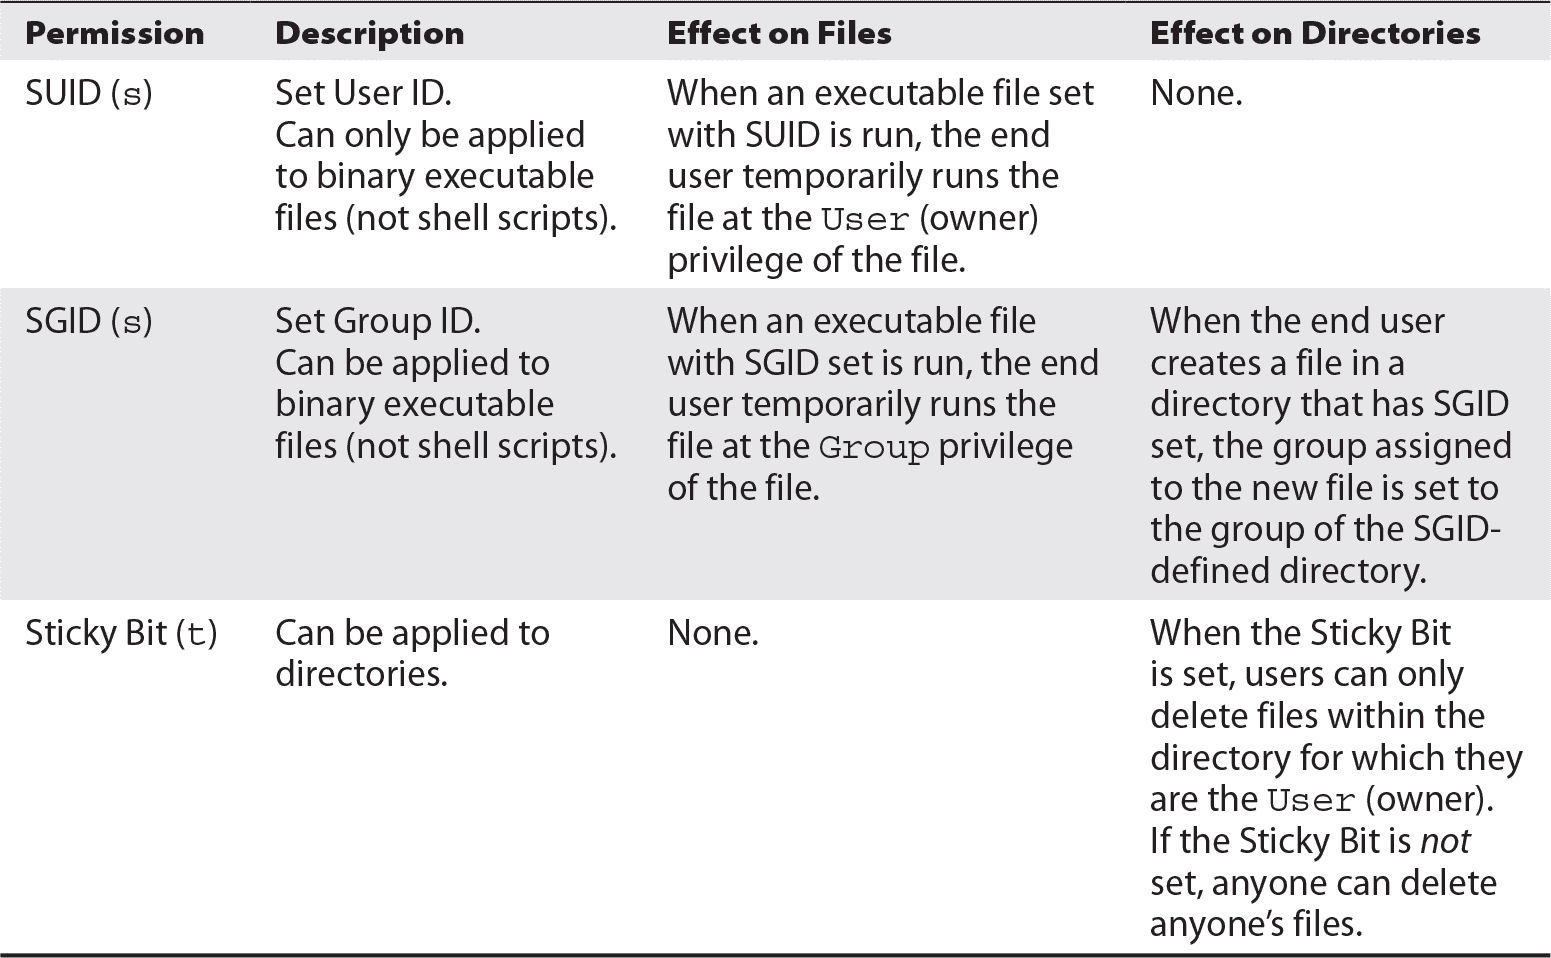 Permission Description Effect on Files Effect on Directories
SUID (s)
Set User ID.
Can only be applied
to binary executable
files (not shell scripts).
When an executable file set
with SUID is run, the end
user temporarily runs the
file at the User (owner)
privilege of the file.
None.
SGID (s)
Set Group ID.
Can be applied to
binary executable
files (not shell scripts).
When an executable file
with SGID set is run, the end
user temporarily runs the
file at the Group privilege
of the file.
When the end user
creates a file in a
directory that has SGID
set, the group assigned
to the new file is set to
the group of the SGID-
defined directory.
Sticky Bit (t)
Can be applied to
directories.
None.
When the Sticky Bit
is set, users can only
delete files within the
directory for which they
are the User (owner).
If the Sticky Bit is not
set, anyone can delete
anyone’s files.